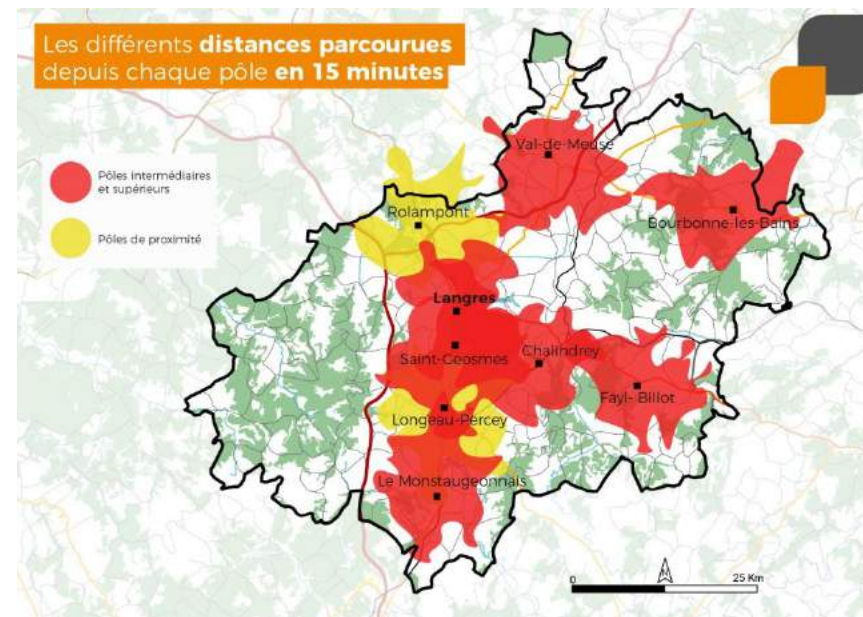 Les différents distances parcourues
depuis chaque pôle en 15 minutes
Pôles intermédiaires
et supérieurs
Pôles de proximité
Val-de-Meuse
Rolampont
Bourbonne-les-Bains
Langres
Saint-Geosmes
Chalindrey
Fayl-Billot
Longeau-Percey
Le Monstaugeonnais
N
0
25 Km